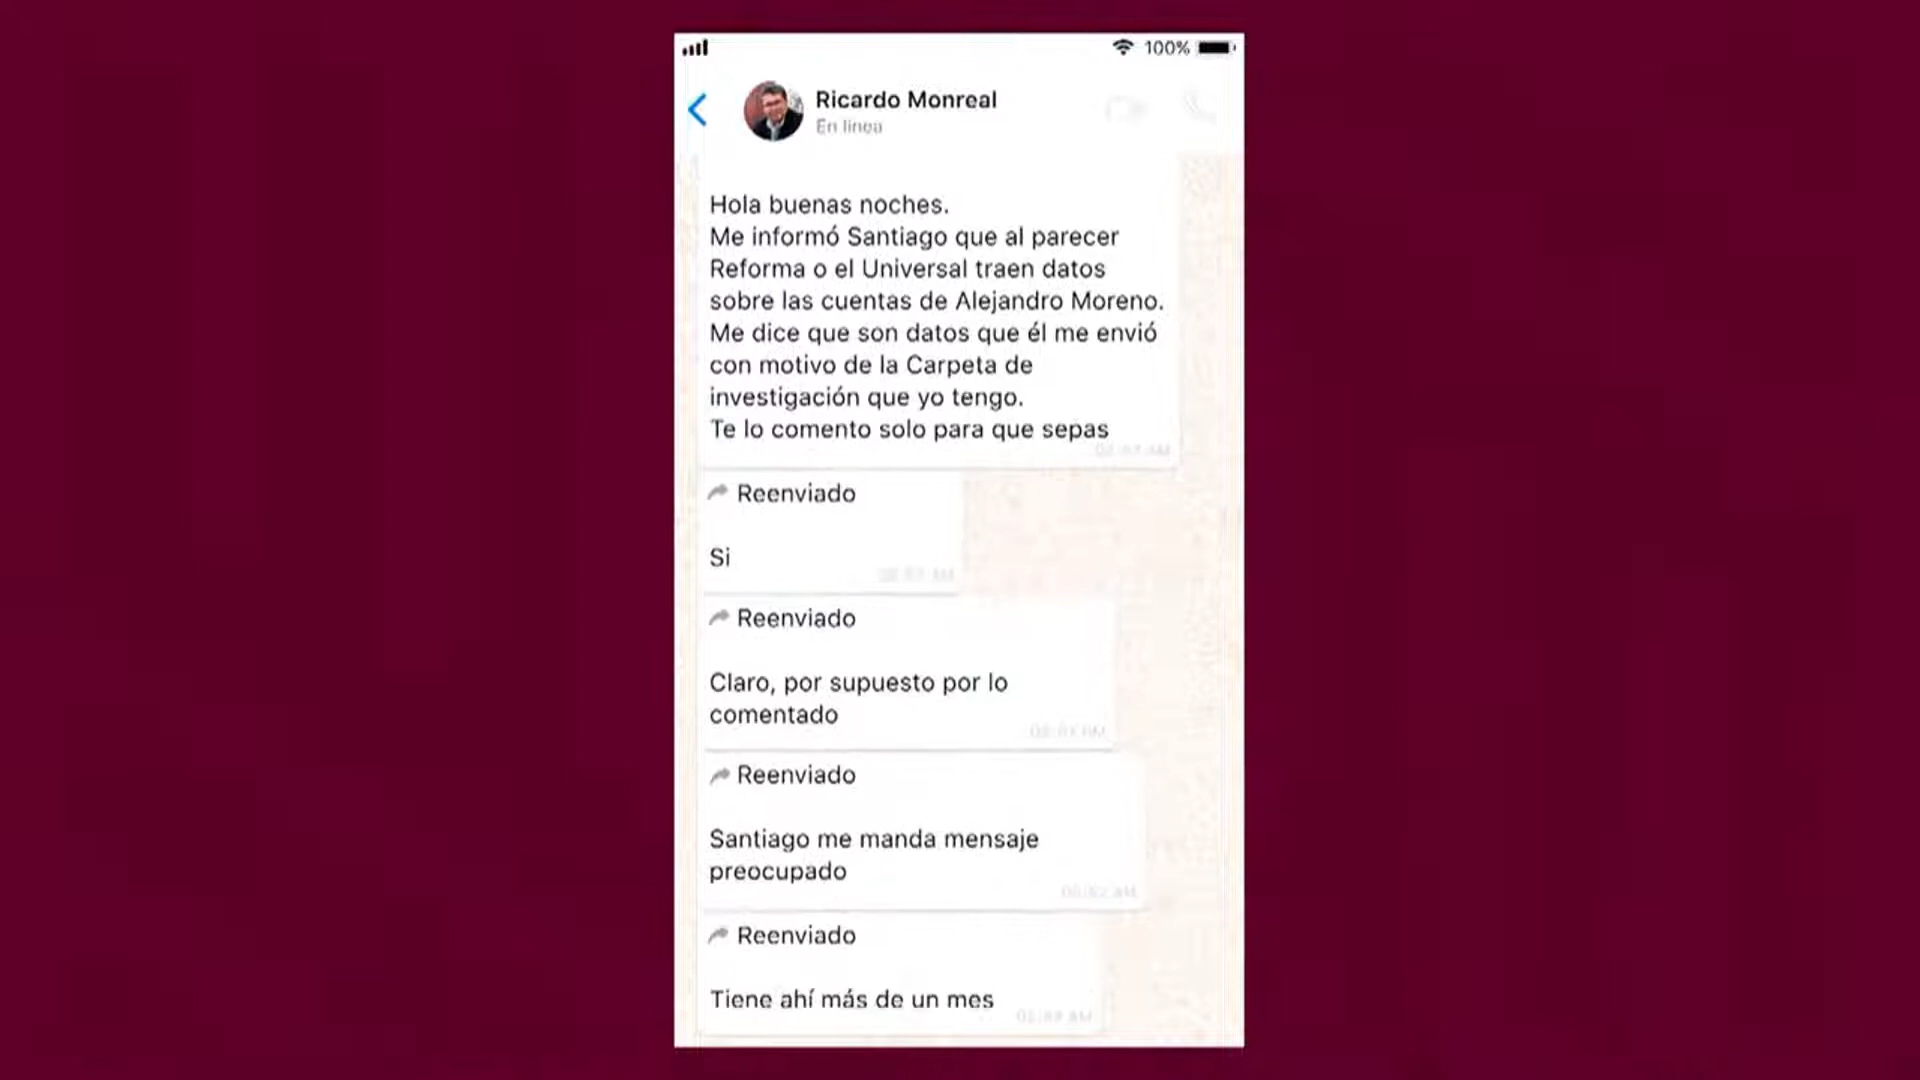 100%
Ricardo Monreal
En línea
Hola buenas noches.
Me informó Santiago que al parecer
Reforma o el Universal traen datos
sobre las cuentas de Alejandro Moreno.
Me dice que son datos que él me envió
con motivo de la Carpeta de
investigación que yo tengo.
Te lo comento solo para que sepas
Reenviado
Si
Reenviado
Claro, por supuesto por lo
comentado
Reenviado
Santiago me manda mensaje
preocupado
Reenviado
Tiene ahí más de un mes